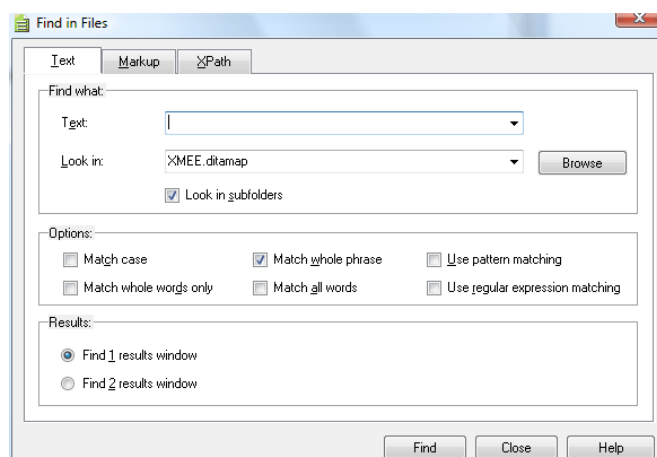 Find in Files
Text Markup XPath
Find what:
Text:
Look in: XMEE.ditamap Browse
Look in subfolders
Options:
Match case Match whole phrase Use pattern matching
Match whole words only Match all words Use regular expression matching
Results:
Find 1 results window
Find 2 results window
Find Close Help